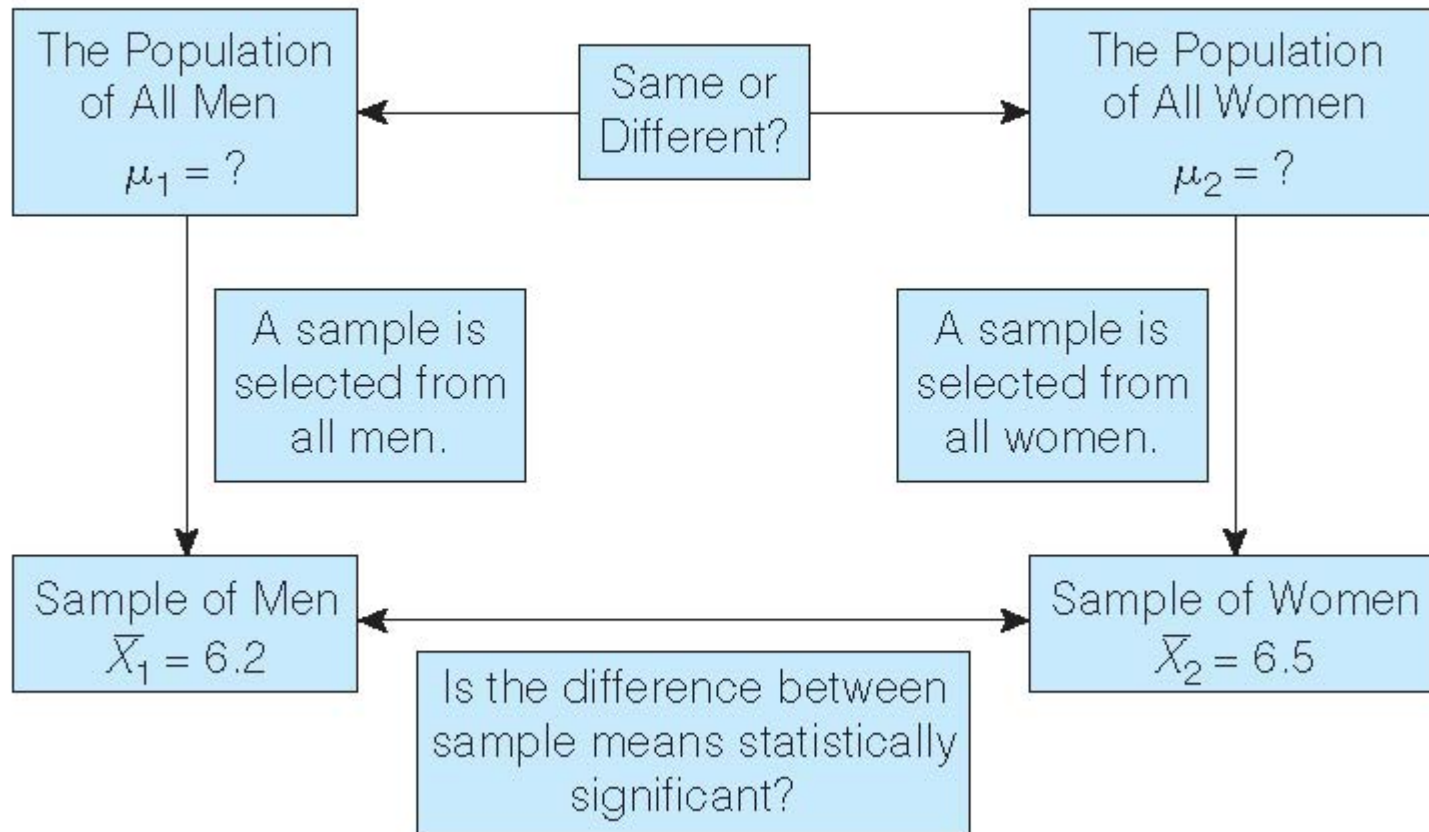 The Population
of All Men
μ₁ = ?
Same or
Different?
The Population
of All Women
μ₂ = ?
A sample is
selected from
all men.
A sample is
selected from
all women.
Sample of Men
X̅₁ = 6.2
Is the difference between
sample means statistically
significant?
Sample of Women
X̅₂ = 6.5